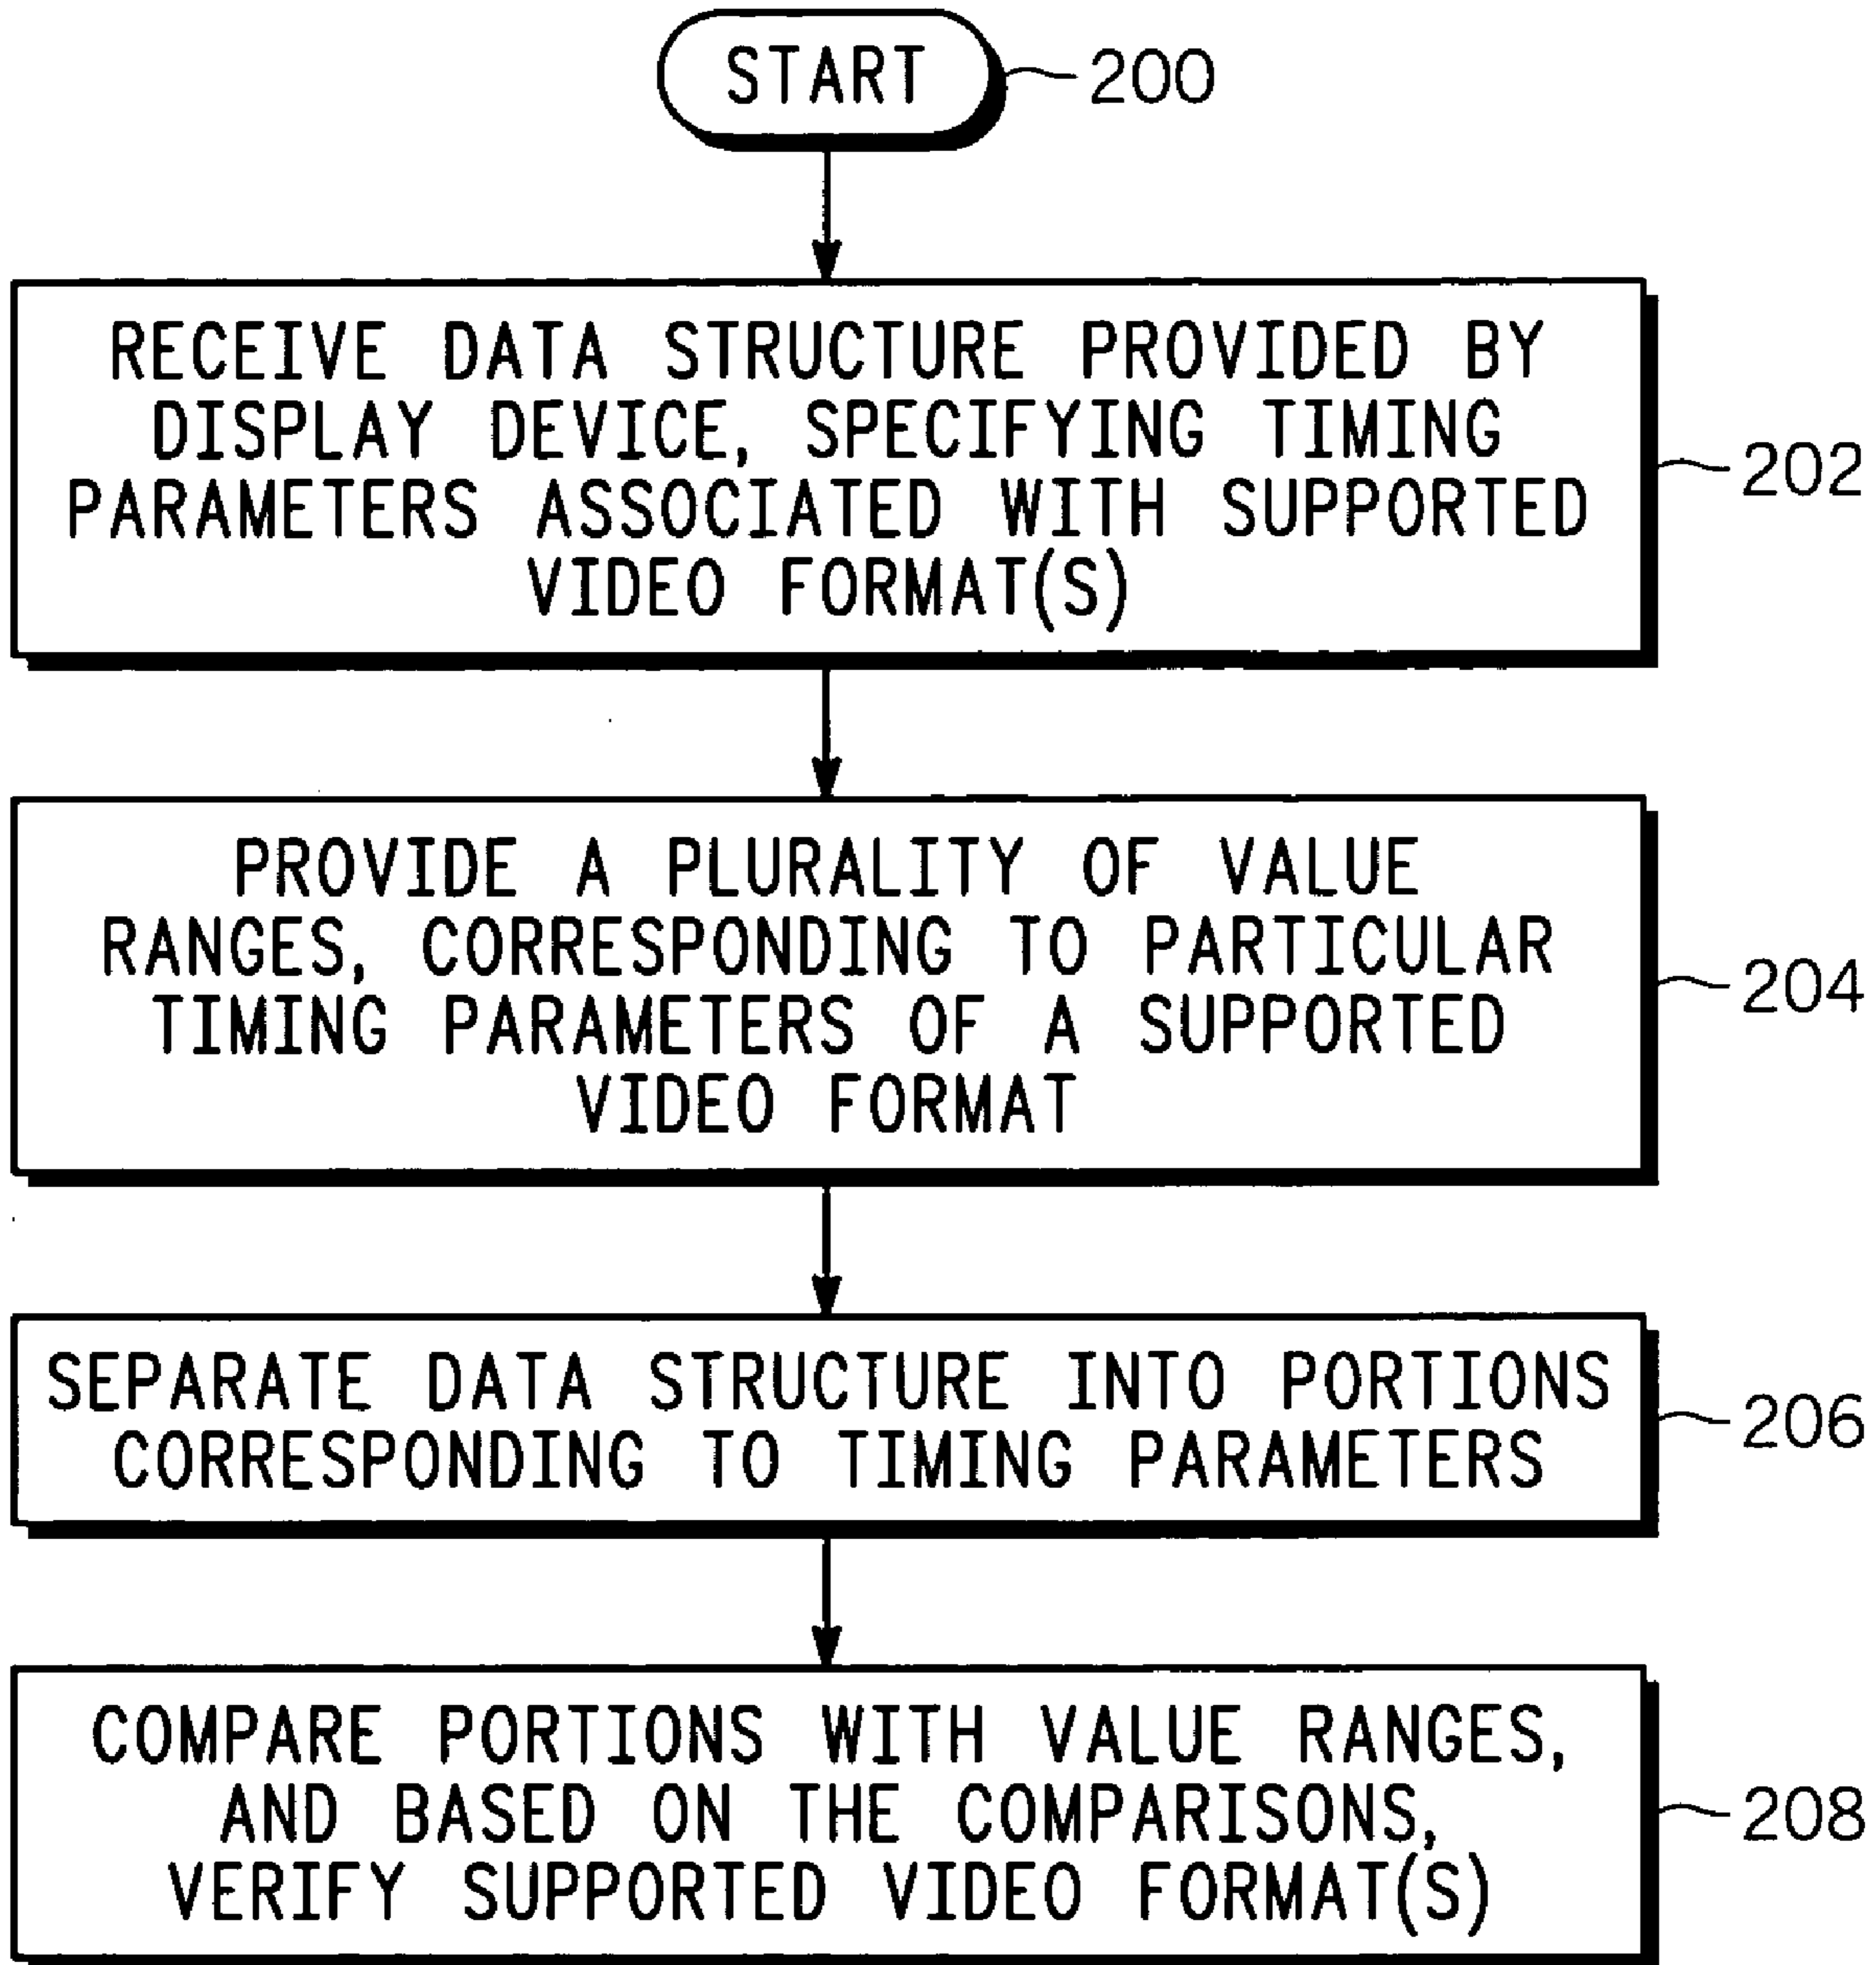 START
200
RECEIVE DATA STRUCTURE PROVIDED BY
DISPLAY DEVICE, SPECIFYING TIMING
PARAMETERS ASSOCIATED WITH SUPPORTED
VIDEO FORMAT(S)
202
PROVIDE A PLURALITY OF VALUE
RANGES, CORRESPONDING TO PARTICULAR
TIMING PARAMETERS OF A SUPPORTED
VIDEO FORMAT
204
SEPARATE DATA STRUCTURE INTO PORTIONS
CORRESPONDING TO TIMING PARAMETERS
206
COMPARE PORTIONS WITH VALUE RANGES,
AND BASED ON THE COMPARISONS,
VERIFY SUPPORTED VIDEO FORMAT(S)
208